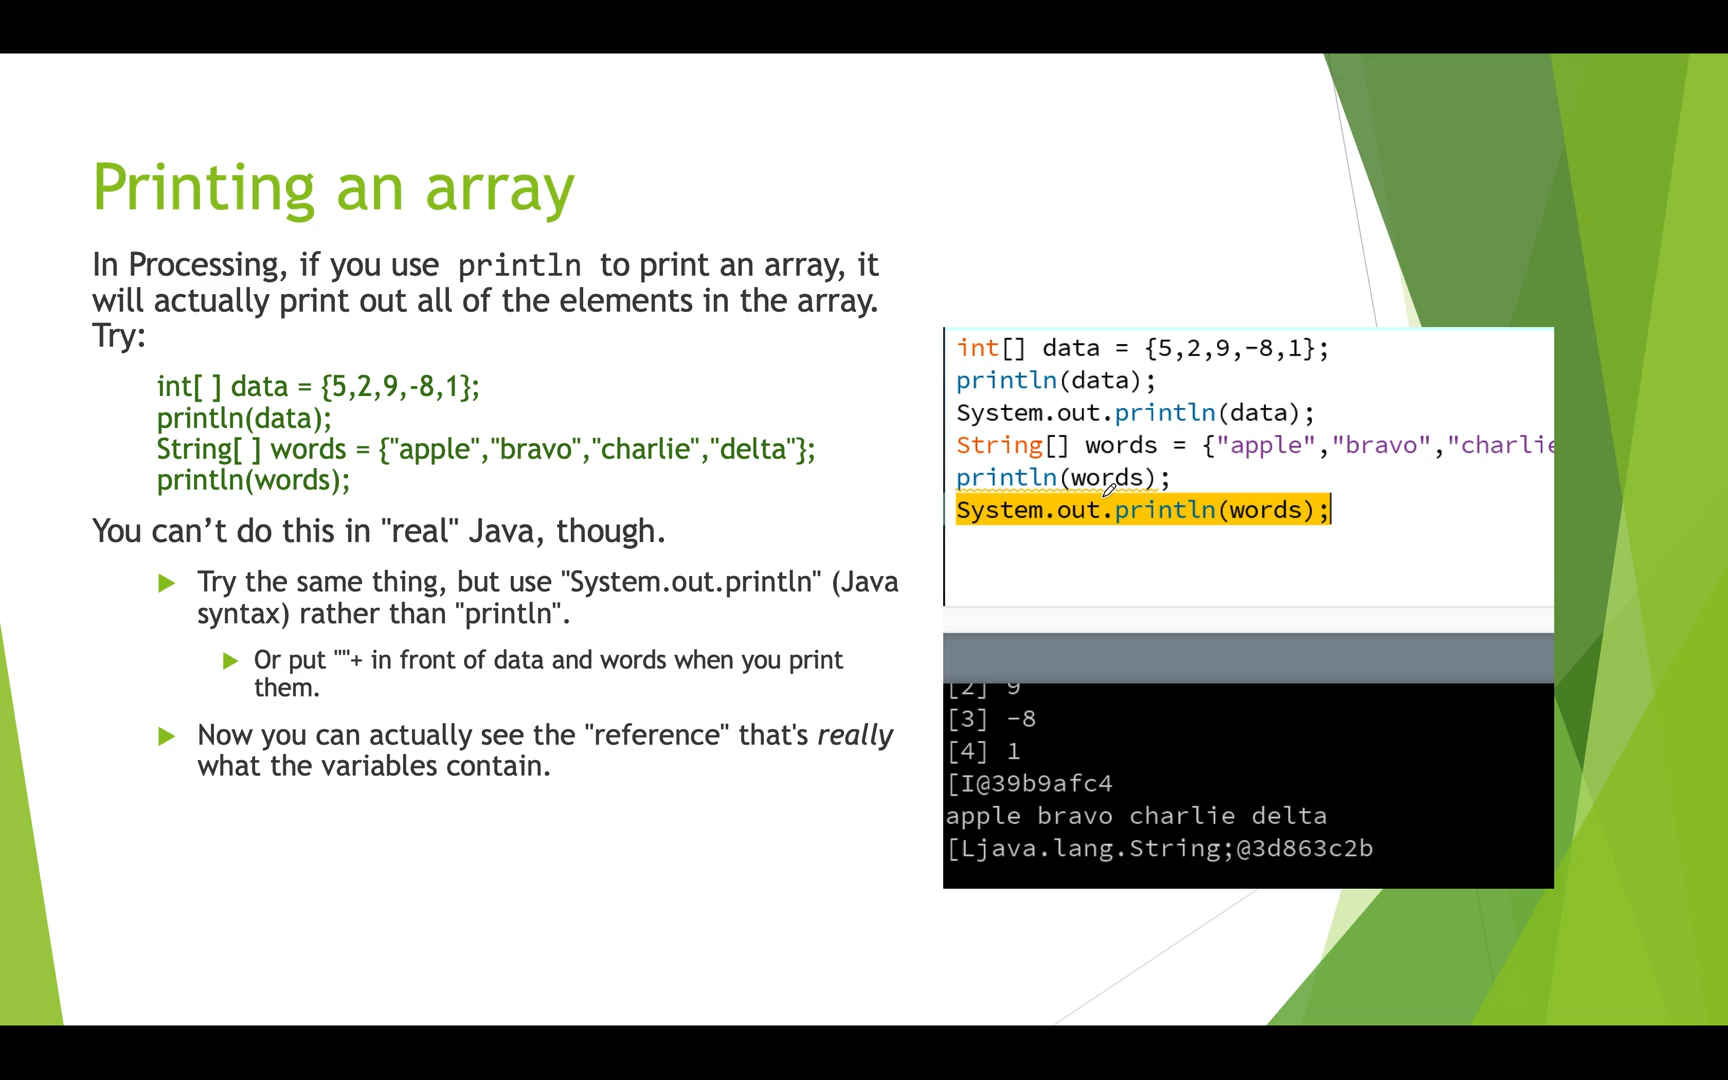 Printing an array
In Processing, if you use println to print an array, it
will actually print out all of the elements in the array.
Try:
int[ ] data = {5,2,9,-8,1};
println(data);
String[ ] words = {"apple","bravo","charlie","delta"};
println(words);
You can’t do this in "real" Java, though.
Try the same thing, but use "System.out.println" (Java
syntax) rather than "println".
Or put ""+ in front of data and words when you print
them.
Now you can actually see the "reference" that's really
what the variables contain.
int[] data = {5,2,9,-8,1};
println(data);
System.out.println(data);
String[] words = {"apple","bravo","charlie
println(words);
System.out.println(words);
[2] 9
[3] -8
[4] 1
[I@39b9afc4
apple bravo charlie delta
[Ljava.lang.String;@3d863c2b